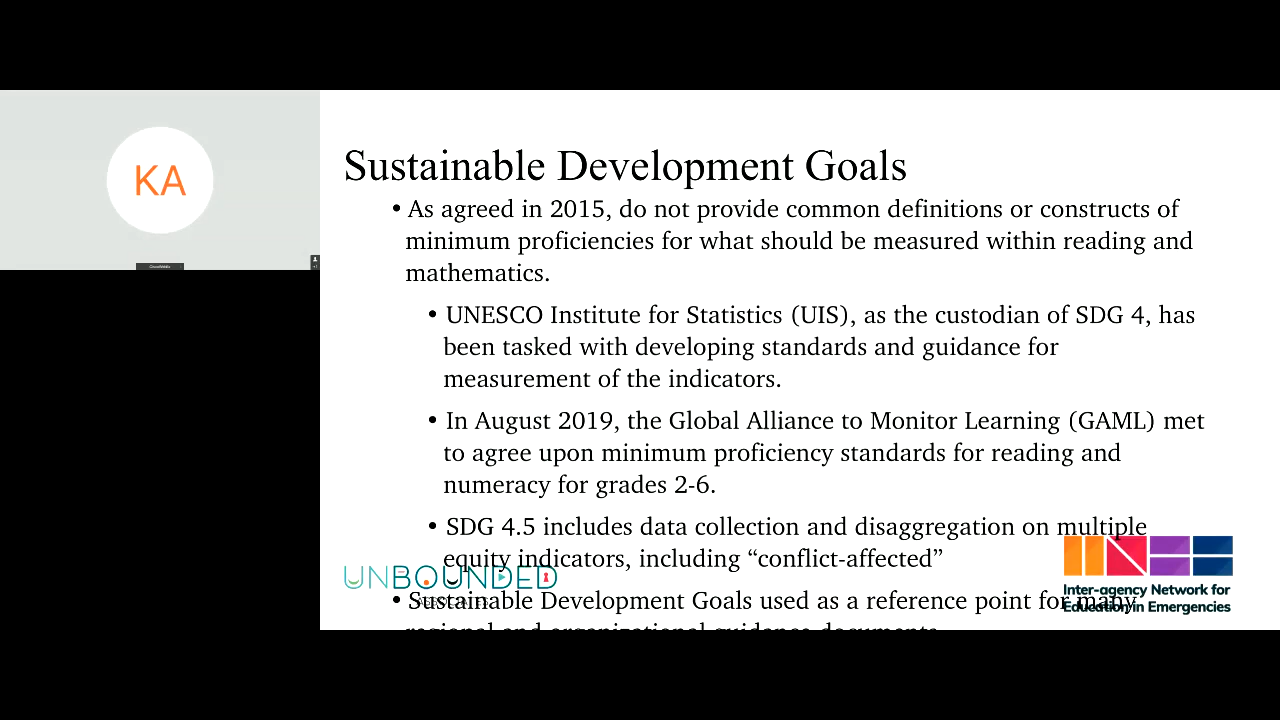 KA
Sustainable Development Goals
• As agreed in 2015, do not provide common definitions or constructs of
minimum proficiencies for what should be measured within reading and
mathematics.
• UNESCO Institute for Statistics (UIS), as the custodian of SDG 4, has
been tasked with developing standards and guidance for
measurement of the indicators.
• In August 2019, the Global Alliance to Monitor Learning (GAML) met
to agree upon minimum proficiency standards for reading and
numeracy for grades 2-6.
• SDG 4.5 includes data collection and disaggregation on multiple
equity indicators, including “conflict-affected”
• Sustainable Development Goals used as a reference point for many
regional and organizational guidance documents
UNBOUNDED
INEE
Inter-agency Network for
Education in Emergencies